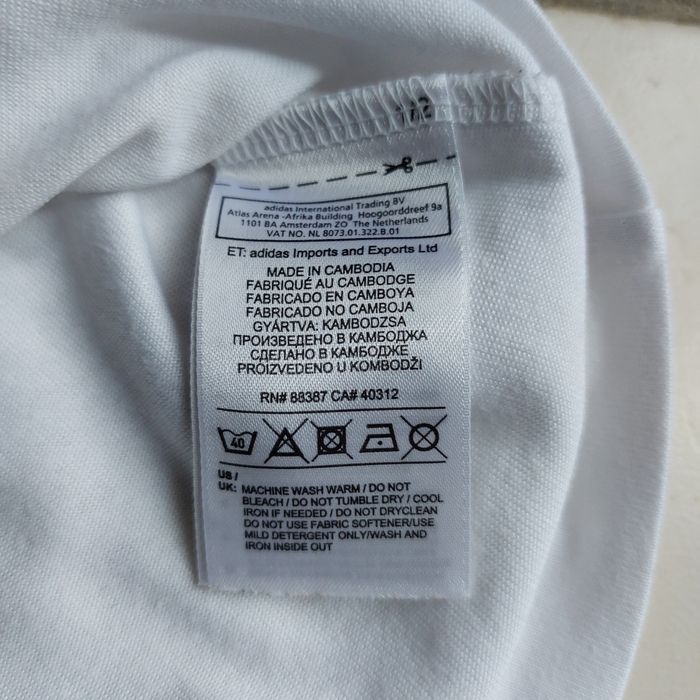 1/2
adidas International Trading BV
Atlas Arena -Afrika Building Hoogoorddreef 9a
1101 BA Amsterdam ZO The Netherlands
VAT NO. NL 8073.01.322.B.01
ET: adidas Imports and Exports Ltd
MADE IN CAMBODIA
FABRIQUÉ AU CAMBODGE
FABRICADO EN CAMBOYA
FABRICADO NO CAMBOJA
GYÁRTVA: KAMBODZSA
ПРОИЗВЕДЕНО В КАМБОДЖА
СДЕЛАНО В КАМБОДЖЕ
PROIZVEDENO U KOMBODŽI
RN# 88387 CA# 40312
40
US /
UK: MACHINE WASH WARM / DO NOT
BLEACH / DO NOT TUMBLE DRY / COOL
IRON IF NEEDED / DO NOT DRYCLEAN
DO NOT USE FABRIC SOFTENER/USE
MILD DETERGENT ONLY/WASH AND
IRON INSIDE OUT